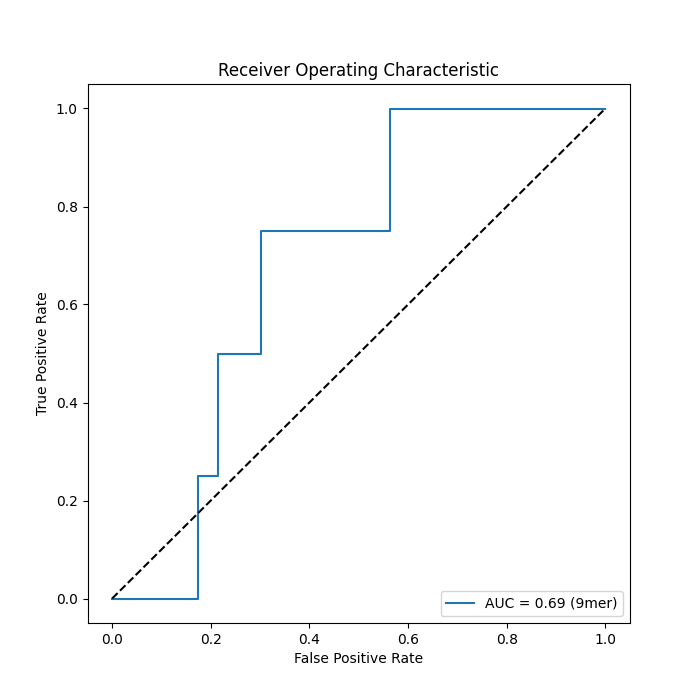 Receiver Operating Characteristic
1.0
0.8
0.6
0.4
0.2
0.0
True Positive Rate
AUC = 0.69 (9mer)
0.0 0.2 0.4 0.6 0.8 1.0
False Positive Rate